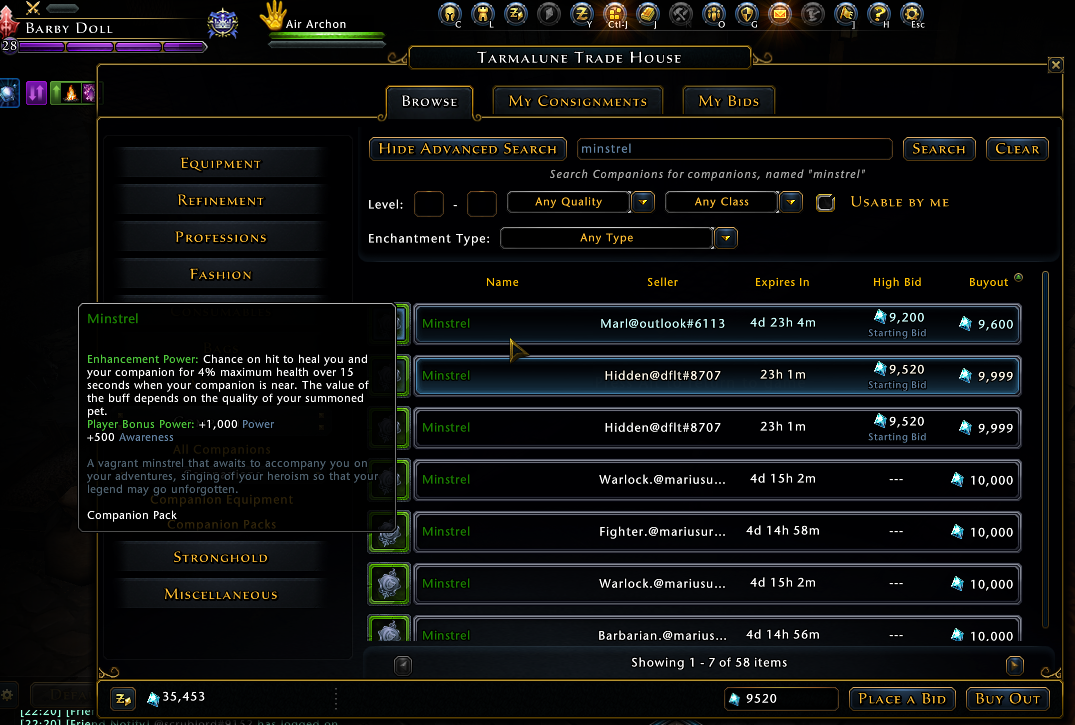 Barby Doll
28
Air Archon
C
L
Z
Y
Ctl-J
J
O
G
J
H
Esc
Tarmalune Trade House
Browse
My Consignments
My Bids
Equipment
Refinement
Professions
Fashion
Hide Advanced Search
minstrel
Search
Clear
Search Companions for companions, named "minstrel"
Level:
-
Any Quality
Any Class
Usable by me
Enchantment Type:
Any Type
Name Seller Expires In High Bid Buyout
Minstrel Marl@outlook#6113 4d 23h 4m 9,200 9,600
Starting Bid
Minstrel Hidden@dflt#8707 23h 1m 9,520 9,999
Starting Bid
Minstrel Hidden@dflt#8707 23h 1m 9,520 9,999
Starting Bid
Minstrel Warlock.@mariusu... 4d 15h 2m --- 10,000
Minstrel Fighter.@mariusur... 4d 14h 58m --- 10,000
Minstrel Warlock.@mariusu... 4d 15h 2m --- 10,000
Minstrel Barbarian.@marius... 4d 14h 56m --- 10,000
Minstrel
Enhancement Power: Chance on hit to heal you and
your companion for 4% maximum health over 15
seconds when your companion is near. The value of
the buff depends on the quality of your summoned
pet.
Player Bonus Power: +1,000 Power
+500 Awareness
A vagrant minstrel that awaits to accompany you on
your adventures, singing of your heroism so that your
legend may go unforgotten.
Companion Pack
All Companions
Companion Equipment
Companion Packs
Stronghold
Miscellaneous
Showing 1 - 7 of 58 items
35,453
9520
Place a Bid
Buy Out